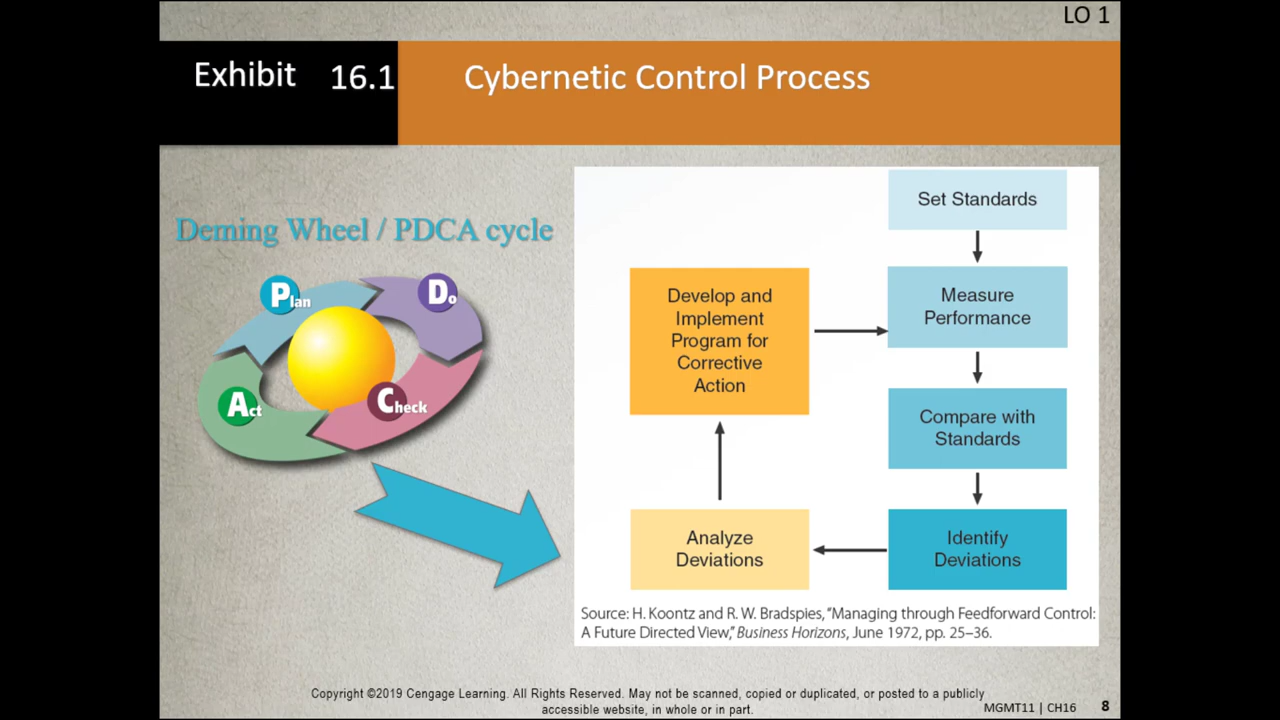 LO 1
Exhibit 16.1
Cybernetic Control Process
Deming Wheel / PDCA cycle
Plan
Do
Act
Check
Set Standards
Measure
Performance
Compare with
Standards
Identify
Deviations
Analyze
Deviations
Develop and
Implement
Program for
Corrective
Action
Source: H. Koontz and R. W. Bradspies, “Managing through Feedforward Control:
A Future Directed View,” Business Horizons, June 1972, pp. 25–36.
Copyright ©2019 Cengage Learning. All Rights Reserved. May not be scanned, copied or duplicated, or posted to a publicly
accessible website, in whole or in part.
MGMT11 | CH16 8